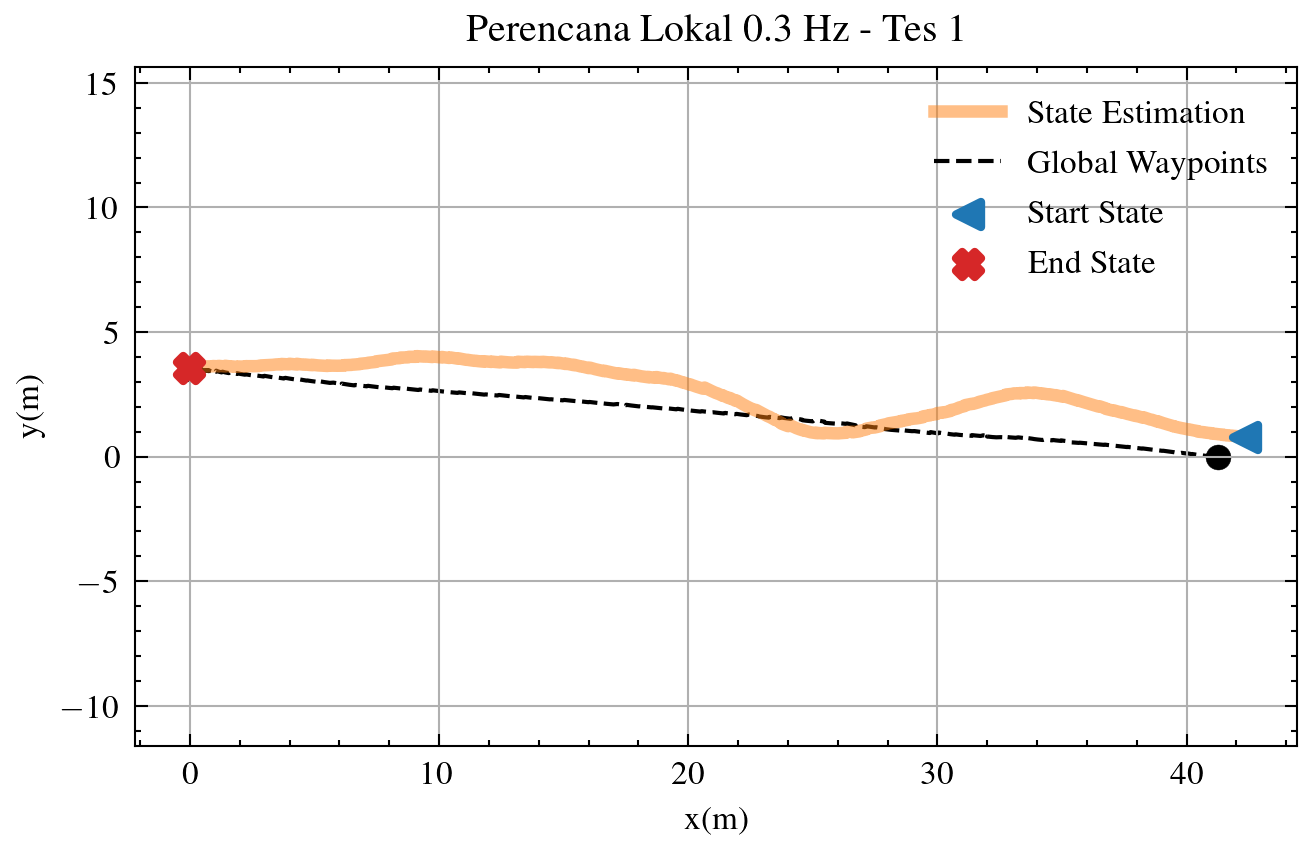 Perencana Lokal 0.3 Hz - Tes 1
State Estimation
Global Waypoints
Start State
End State
15
10
5
0
−5
−10
y(m)
0 10 20 30 40
x(m)